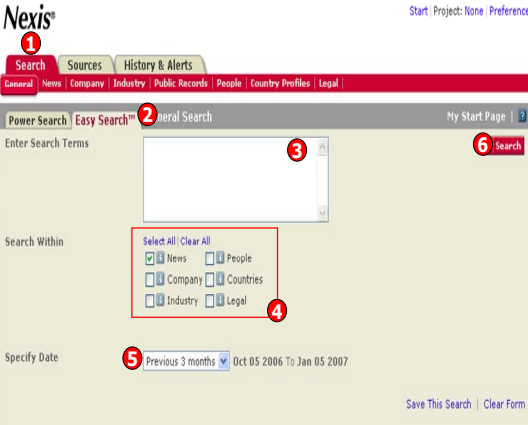 Nexis®
Start | Project: None | Preference
1
Search Sources History & Alerts
General | News | Company | Industry | Public Records | People | Country Profiles | Legal |
Power Search Easy Search™ 2 eneral Search My Start Page | ?
Enter Search Terms 3 6 Search
Search Within Select All | Clear All
i News i People
i Company i Countries
i Industry i Legal
4
Specify Date 5 Previous 3 months Oct 05 2006 To Jan 05 2007
Save This Search | Clear Form